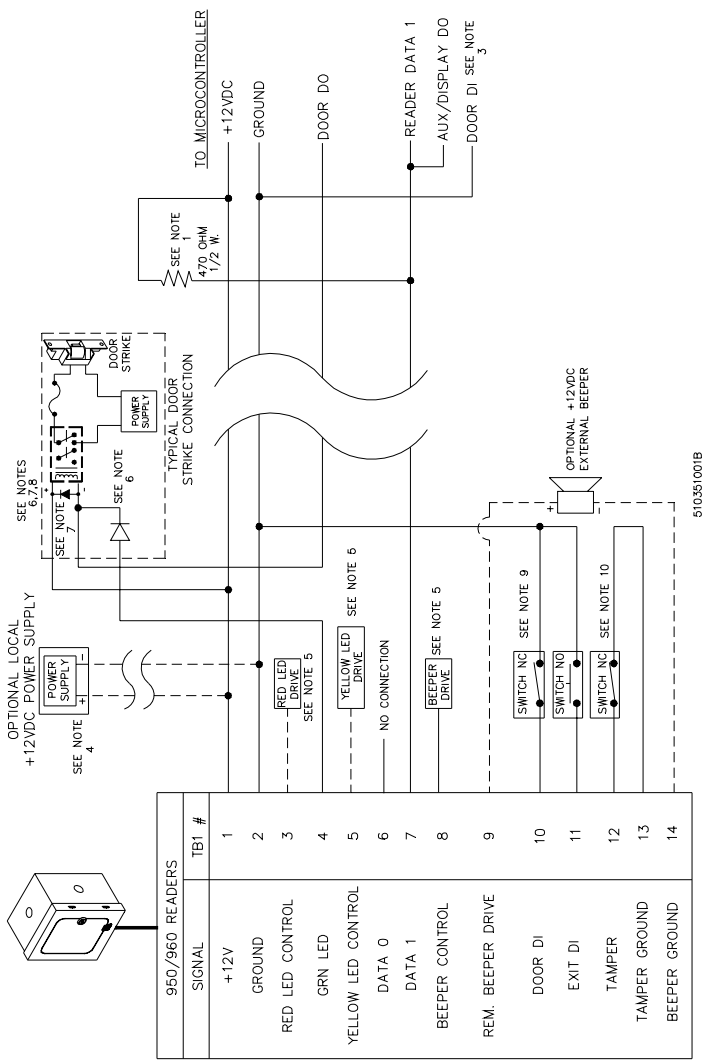 TO MICROCONTROLLER
+12VDC
GROUND
DOOR DO
READER DATA 1
AUX/DISPLAY DO
DOOR DI SEE NOTE
3
SEE NOTE
1
470 OHM
1/2 W.
DOOR
STRIKE
POWER
SUPPLY
TYPICAL DOOR
STRIKE CONNECTION
SEE NOTES
6,7,8
+
-
SEE NOTE
7
SEE NOTE
6
OPTIONAL LOCAL
+12VDC POWER SUPPLY
POWER
SUPPLY
+
-
SEE NOTE
4
RED LED
DRIVE
SEE NOTE 5
YELLOW LED
DRIVE
SEE NOTE 5
NO CONNECTION
BEEPER
DRIVE
SEE NOTE 5
OPTIONAL +12VDC
EXTERNAL BEEPER
+
-
SWITCH NC
SEE NOTE 9
SWITCH NO
SWITCH NC
SEE NOTE 10
950/960 READERS
SIGNAL TB1 #
+12V 1
GROUND 2
RED LED CONTROL 3
GRN LED 4
YELLOW LED CONTROL 5
DATA 0 6
DATA 1 7
BEEPER CONTROL 8
REM. BEEPER DRIVE 9
DOOR DI 10
EXIT DI 11
TAMPER 12
TAMPER GROUND 13
BEEPER GROUND 14
510351001B